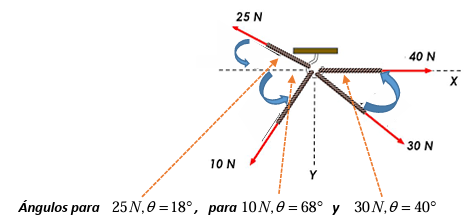 25 N
40 N
X
30 N
10 N
Y
Ángulos para 25 N, θ = 18° , para 10 N, θ = 68° y 30 N, θ = 40°